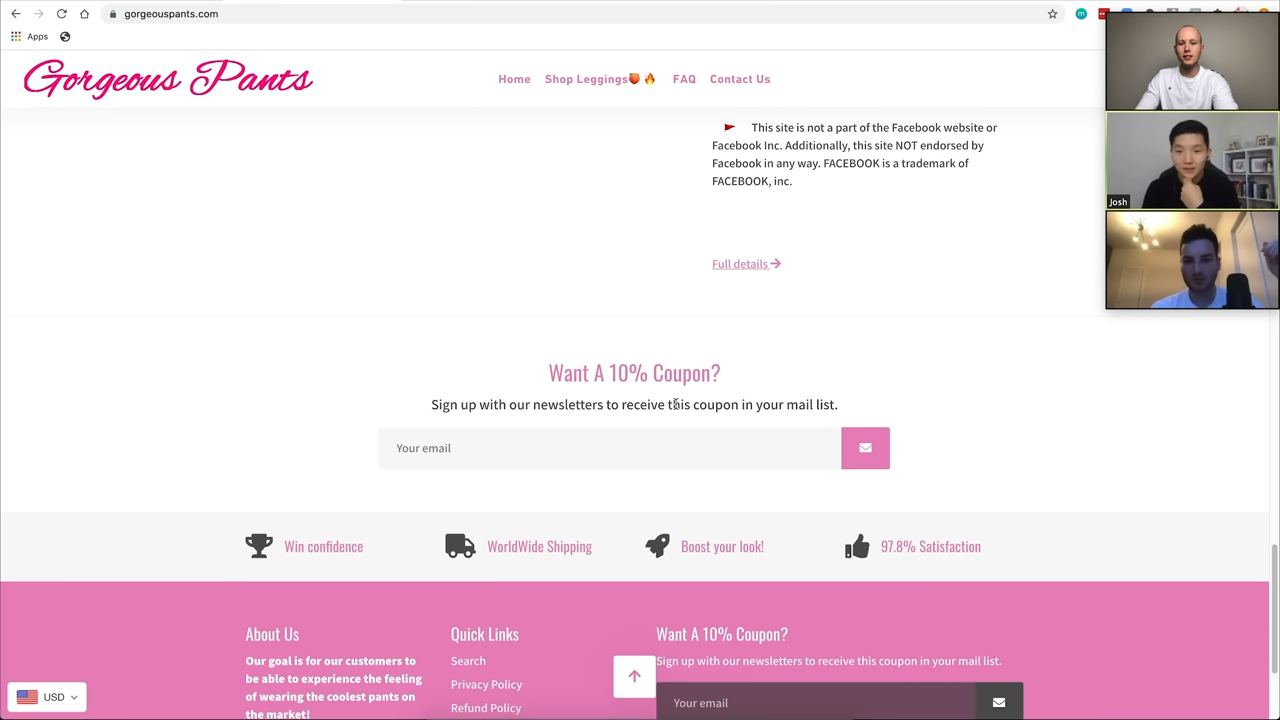 gorgeouspants.com
Apps
Gorgeous Pants
Home Shop Leggings🍑🔥 FAQ Contact Us
This site is not a part of the Facebook website or
Facebook Inc. Additionally, this site NOT endorsed by
Facebook in any way. FACEBOOK is a trademark of
FACEBOOK, inc.
Josh
Full details →
Want A 10% Coupon?
Sign up with our newsletters to receive this coupon in your mail list.
Your email
Win confidence WorldWide Shipping Boost your look! 97.8% Satisfaction
About Us Quick Links Want A 10% Coupon?
Our goal is for our customers to Search Sign up with our newsletters to receive this coupon in your mail list.
be able to experience the feeling Privacy Policy
of wearing the coolest pants on Refund Policy Your email
the market!
USD